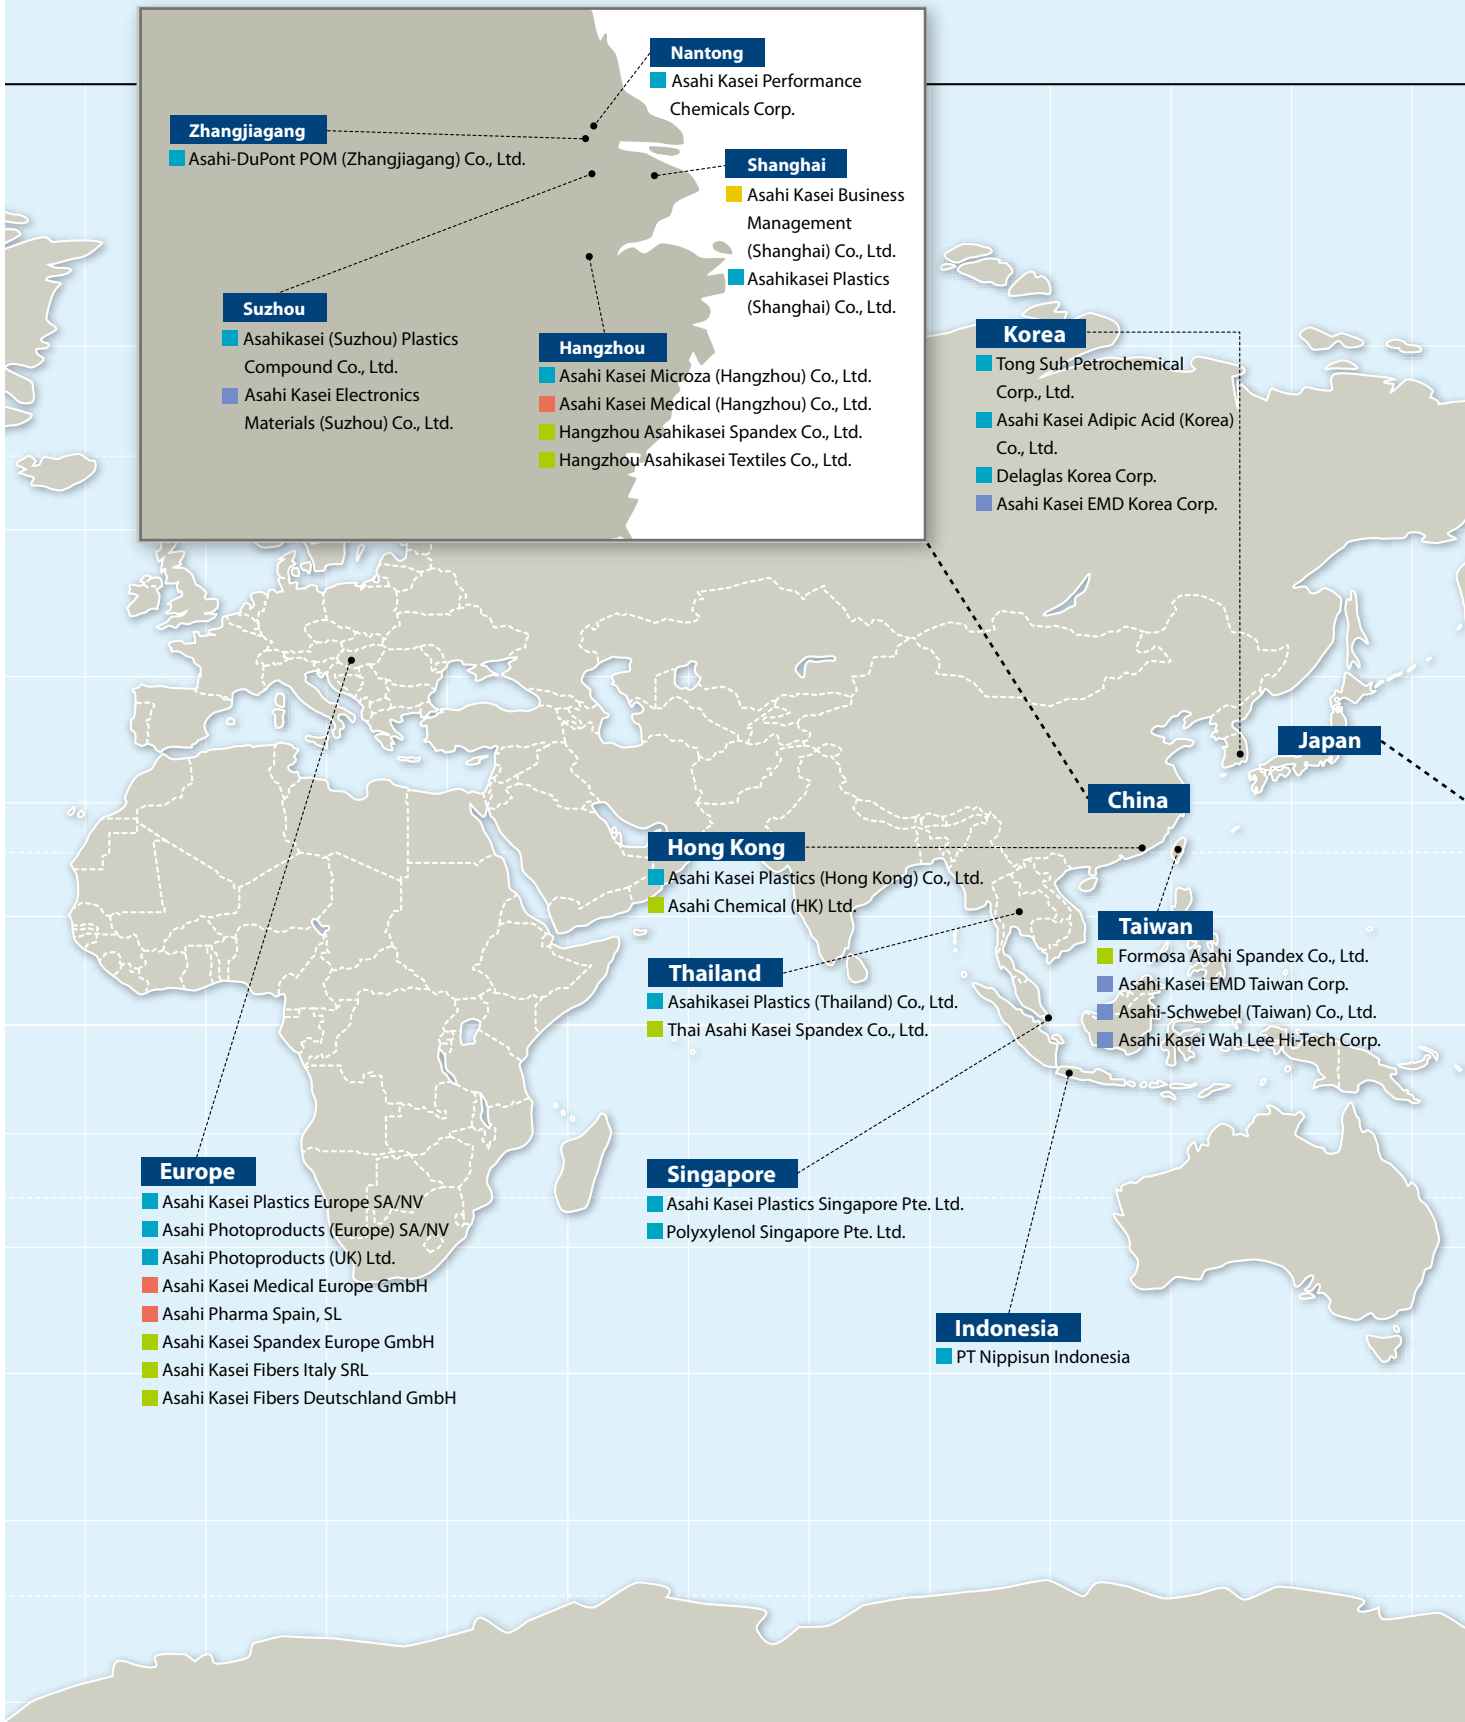 Nantong
Asahi Kasei Performance
Chemicals Corp.
Zhangjiagang
Asahi-DuPont POM (Zhangjiagang) Co., Ltd.
Shanghai
Asahi Kasei Business
Management
(Shanghai) Co., Ltd.
Asahikasei Plastics
(Shanghai) Co., Ltd.
Suzhou
Asahikasei (Suzhou) Plastics
Compound Co., Ltd.
Asahi Kasei Electronics
Materials (Suzhou) Co., Ltd.
Hangzhou
Asahi Kasei Microza (Hangzhou) Co., Ltd.
Asahi Kasei Medical (Hangzhou) Co., Ltd.
Hangzhou Asahikasei Spandex Co., Ltd.
Hangzhou Asahikasei Textiles Co., Ltd.
Korea
Tong Suh Petrochemical
Corp., Ltd.
Asahi Kasei Adipic Acid (Korea)
Co., Ltd.
Delaglas Korea Corp.
Asahi Kasei EMD Korea Corp.
Japan
China
Hong Kong
Asahi Kasei Plastics (Hong Kong) Co., Ltd.
Asahi Chemical (HK) Ltd.
Thailand
Asahikasei Plastics (Thailand) Co., Ltd.
Thai Asahi Kasei Spandex Co., Ltd.
Taiwan
Formosa Asahi Spandex Co., Ltd.
Asahi Kasei EMD Taiwan Corp.
Asahi-Schwebel (Taiwan) Co., Ltd.
Asahi Kasei Wah Lee Hi-Tech Corp.
Europe
Asahi Kasei Plastics Europe SA/NV
Asahi Photoproducts (Europe) SA/NV
Asahi Photoproducts (UK) Ltd.
Asahi Kasei Medical Europe GmbH
Asahi Pharma Spain, SL
Asahi Kasei Spandex Europe GmbH
Asahi Kasei Fibers Italy SRL
Asahi Kasei Fibers Deutschland GmbH
Singapore
Asahi Kasei Plastics Singapore Pte. Ltd.
Polyxylenol Singapore Pte. Ltd.
Indonesia
PT Nippisun Indonesia